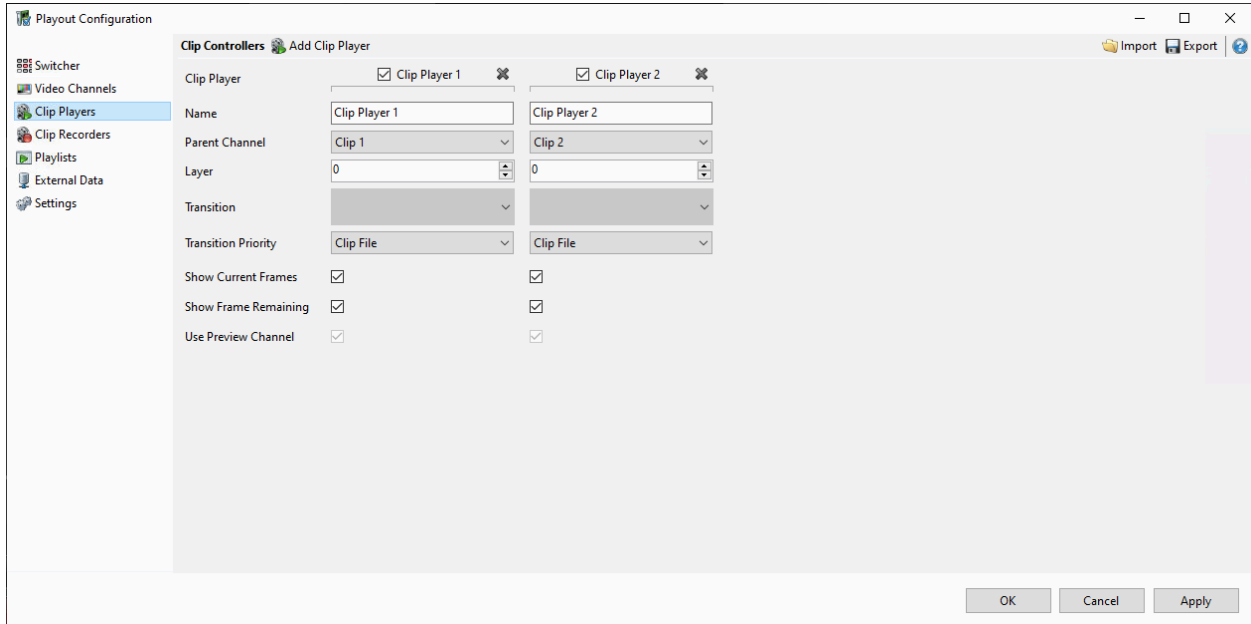 Playout Configuration
Clip Controllers Add Clip Player Import Export
Switcher
Video Channels
Clip Players
Clip Recorders
Playlists
External Data
Settings
Clip Player Clip Player 1 Clip Player 2
Name Clip Player 1 Clip Player 2
Parent Channel Clip 1 Clip 2
Layer 0 0
Transition
Transition Priority Clip File Clip File
Show Current Frames
Show Frame Remaining
Use Preview Channel
OK Cancel Apply